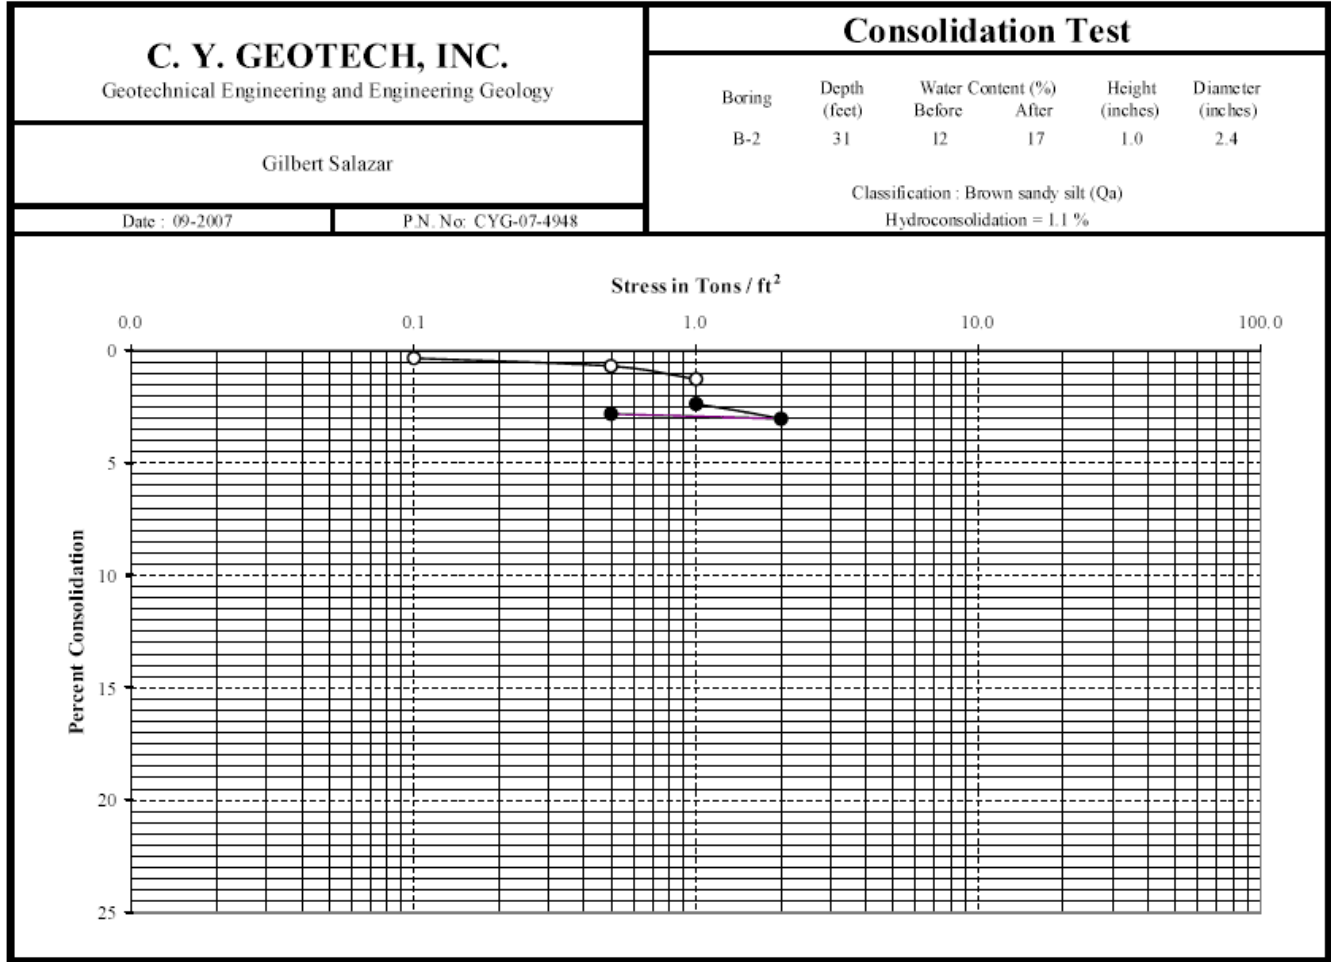 C. Y. GEOTECH, INC.
Geotechnical Engineering and Engineering Geology
Gilbert Salazar
Date : 09-2007
P.N. No: CYG-07-4948
Consolidation Test
Boring Depth Water Content (%) Height Diameter
(feet) Before After (inches) (inches)
B-2 31 12 17 1.0 2.4
Classification : Brown sandy silt (Qa)
Hydroconsolidation = 1.1 %
Stress in Tons / ft²
0.0 0.1 1.0 10.0 100.0
0
5
10
15
20
25
Percent Consolidation